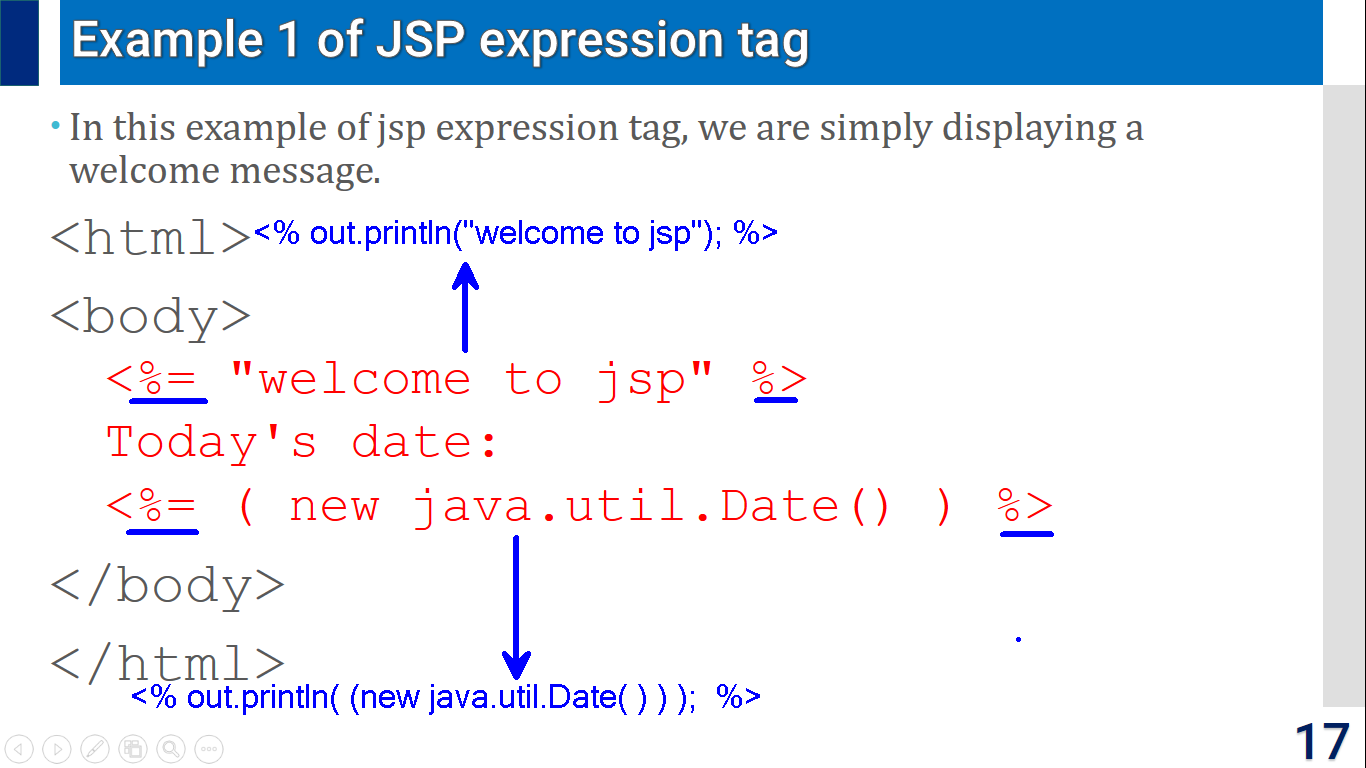 Example 1 of JSP expression tag
• In this example of jsp expression tag, we are simply displaying a
welcome message.
<html>
<% out.println("welcome to jsp"); %>
<body>
<%= "welcome to jsp" %>
Today's date:
<%= ( new java.util.Date() ) %>
</body>
</html>
<% out.println( (new java.util.Date( ) ) );  %>
17